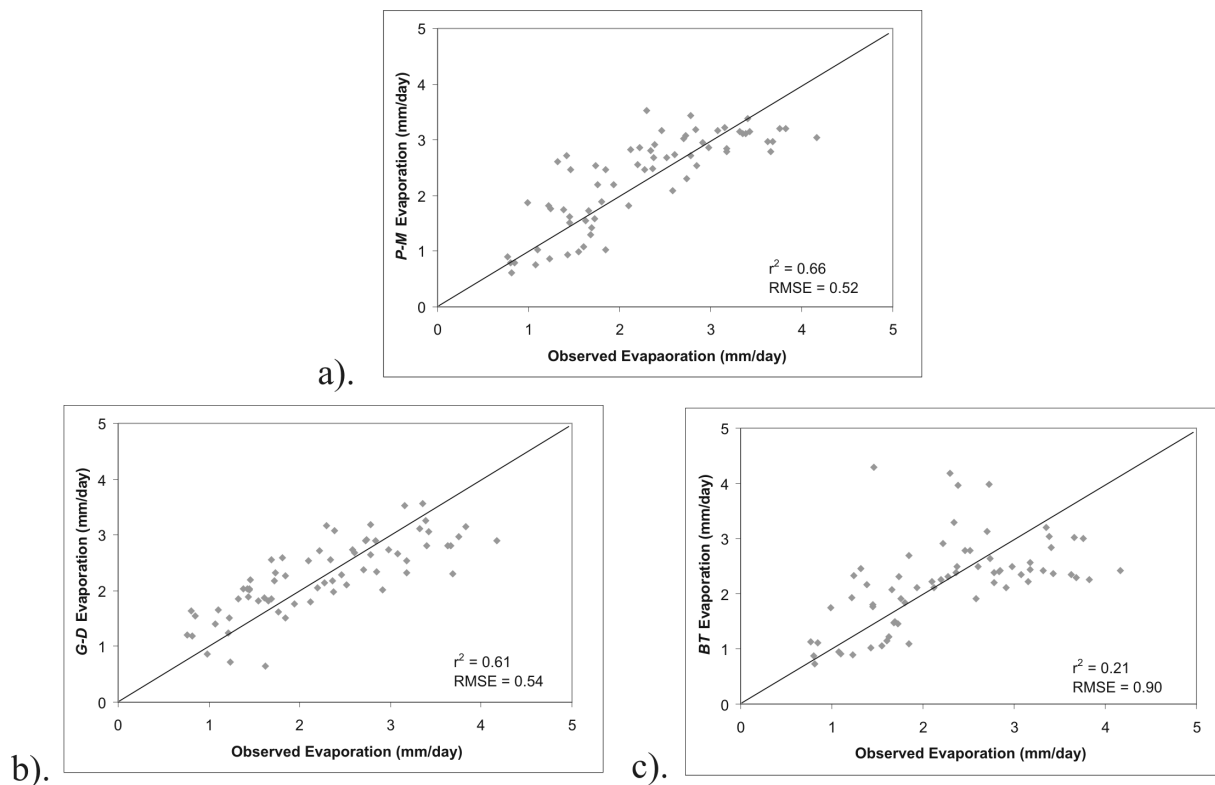 5
4
3
2
1
0
P-M Evaporation (mm/day)
r² = 0.66
RMSE = 0.52
0 1 2 3 4 5
Observed Evapaoration (mm/day)
a).
5
4
3
2
1
0
G-D Evaporation (mm/day)
r² = 0.61
RMSE = 0.54
0 1 2 3 4 5
Observed Evaporation (mm/day)
b).
5
4
3
2
1
0
BT Evaporation (mm/day)
r² = 0.21
RMSE = 0.90
0 1 2 3 4 5
Observed Evaporation (mm/day)
c).